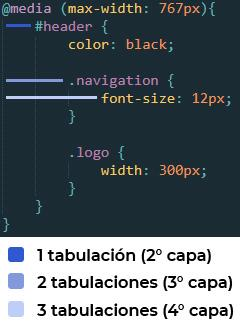 @media (max-width: 767px){
#header {
color: black;
.navigation {
font-size: 12px;
}
.logo {
width: 300px;
}
}
}
1 tabulación (2º capa)
2 tabulaciones (3º capa)
3 tabulaciones (4º capa)